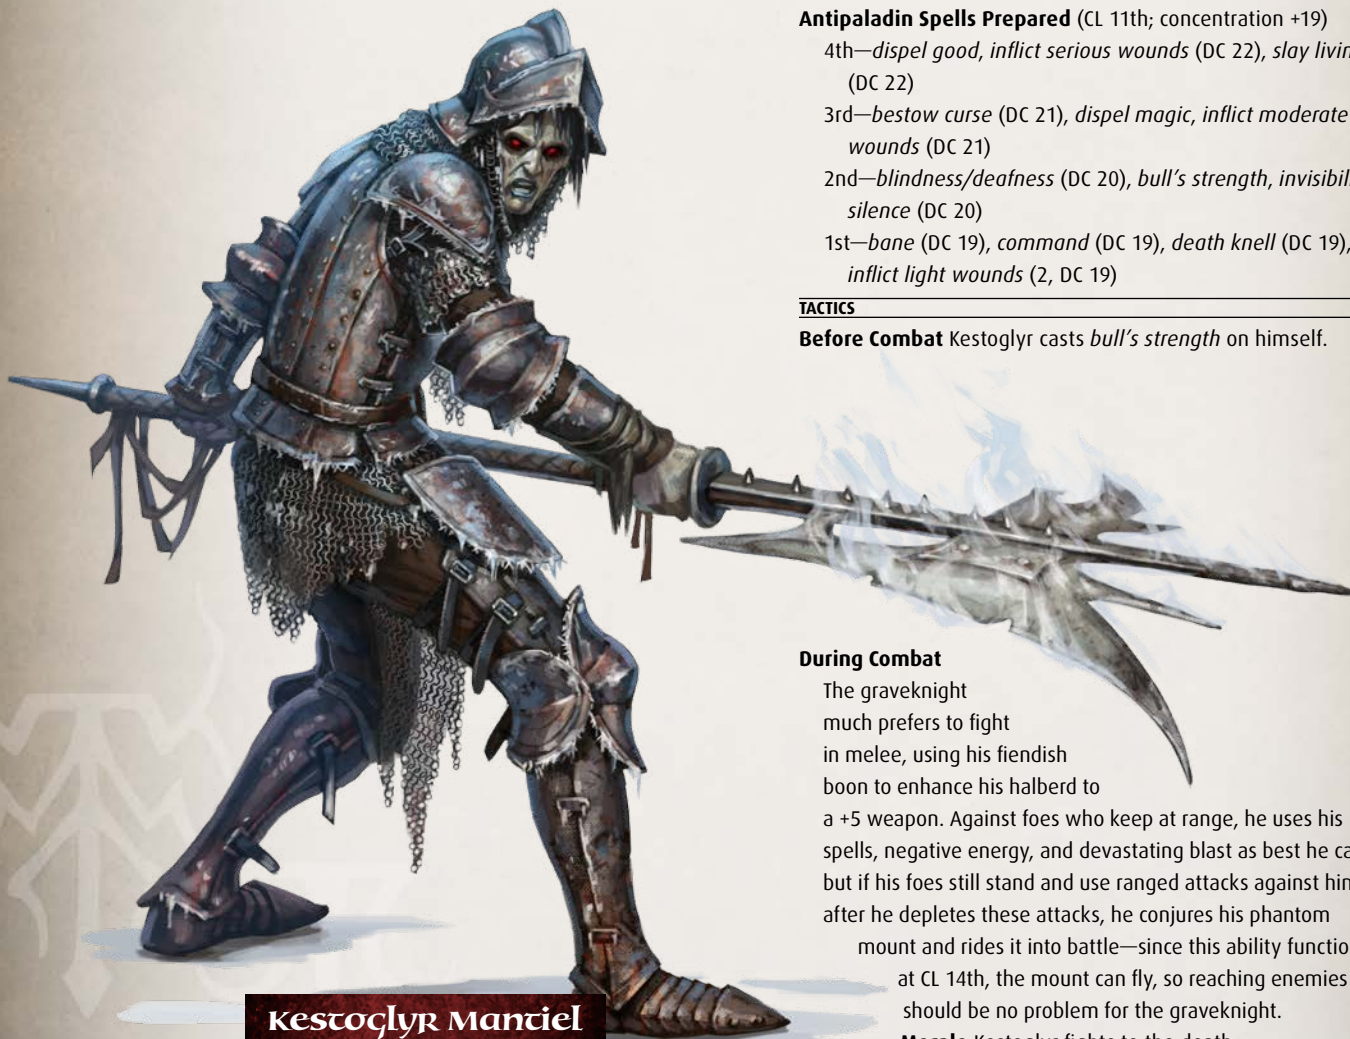 Antipaladin Spells Prepared (CL 11th; concentration +19)
4th—dispel good, inflict serious wounds (DC 22), slay
(DC 22)
3rd—bestow curse (DC 21), dispel magic, inflict moderate
wounds (DC 21)
2nd—blindness/deafness (DC 20), bull's strength,
silence (DC 20)
1st—bane (DC 19), command (DC 19), death knell (DC 19),
inflict light wounds (2, DC 19)
TACTICS
Before Combat Kestoglyr casts bull's strength on himself.
During Combat
The graveknight
much prefers to fight
in melee, using his fiendish
boon to enhance his halberd to
a +5 weapon. Against foes who keep at range, he uses his
spells, negative energy, and devastating blast as best he
but if his foes still stand and use ranged attacks against
after he depletes these attacks, he conjures his phantom
mount and rides it into battle—since this ability
at CL 14th, the mount can fly, so reaching enemies
should be no problem for the graveknight.
Morale Kestoglyr fights to the death.
Kestoglyr Mantiel